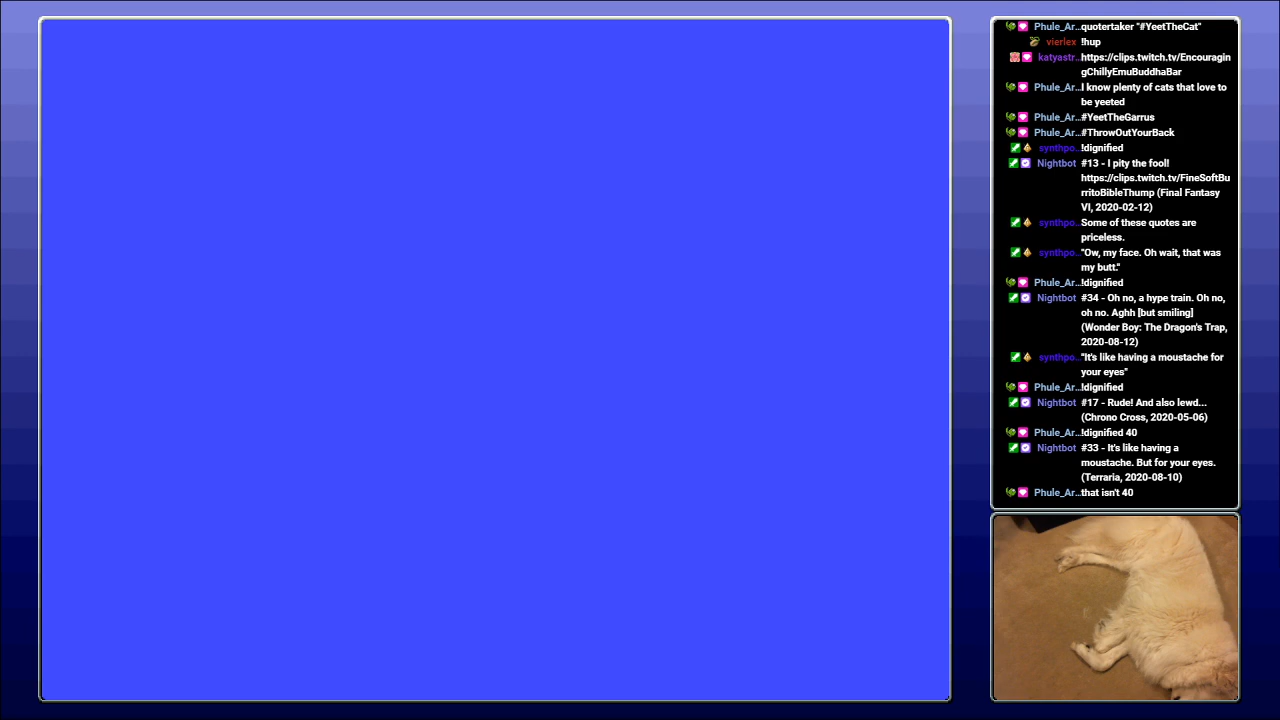 Phule_Ar... quotertaker "#YeetTheCat"
vierlex !hup
katyastr... https://clips.twitch.tv/Encouragin
gChillyEmuBuddhaBar
Phule_Ar... I know plenty of cats that love to
be yeeted
Phule_Ar... #YeetTheGarrus
Phule_Ar... #ThrowOutYourBack
synthpo... !dignified
Nightbot #13 - I pity the fool!
https://clips.twitch.tv/FineSoftBu
rritoBibleThump (Final Fantasy
VI, 2020-02-12)
synthpo... Some of these quotes are
priceless.
synthpo... "Ow, my face. Oh wait, that was
my butt."
Phule_Ar... !dignified
Nightbot #34 - Oh no, a hype train. Oh no,
oh no. Aghh [but smiling]
(Wonder Boy: The Dragon's Trap,
2020-08-12)
synthpo... "It's like having a moustache for
your eyes"
Phule_Ar... !dignified
Nightbot #17 - Rude! And also lewd...
(Chrono Cross, 2020-05-06)
Phule_Ar... !dignified 40
Nightbot #33 - It's like having a
moustache. But for your eyes.
(Terraria, 2020-08-10)
Phule_Ar... that isn't 40